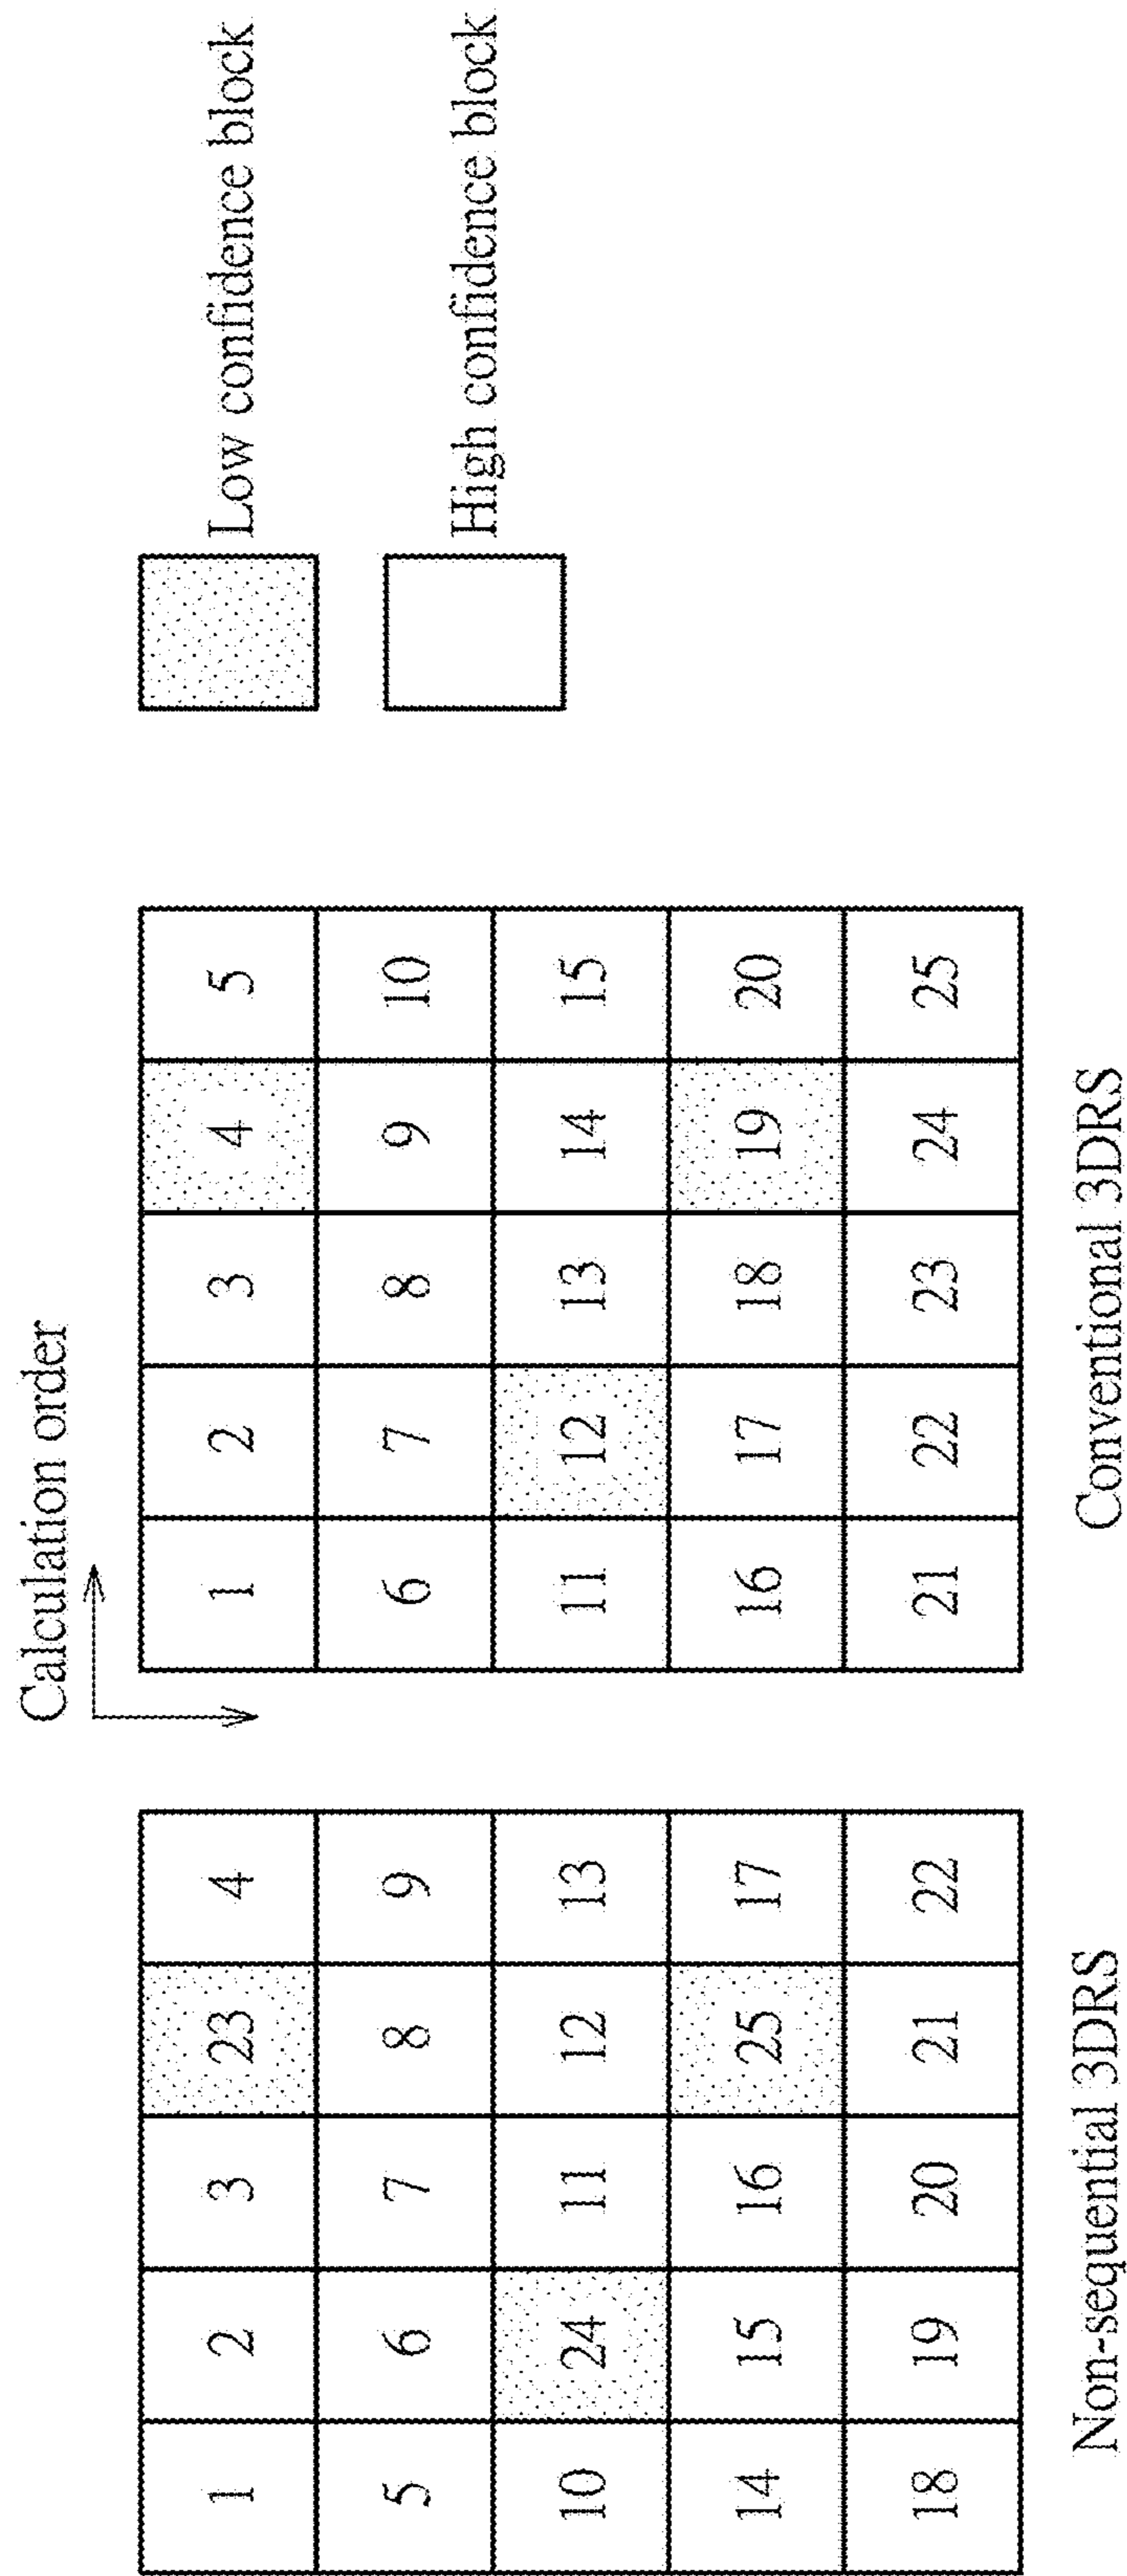 Calculation order
1 2 3 23 4
5 6 7 8 9
10 24 11 12 13
14 15 16 25 17
18 19 20 21 22
Non-sequential 3DRS
1 2 3 4 5
6 7 8 9 10
11 12 13 14 15
16 17 18 19 20
21 22 23 24 25
Conventional 3DRS
Low confidence block
High confidence block